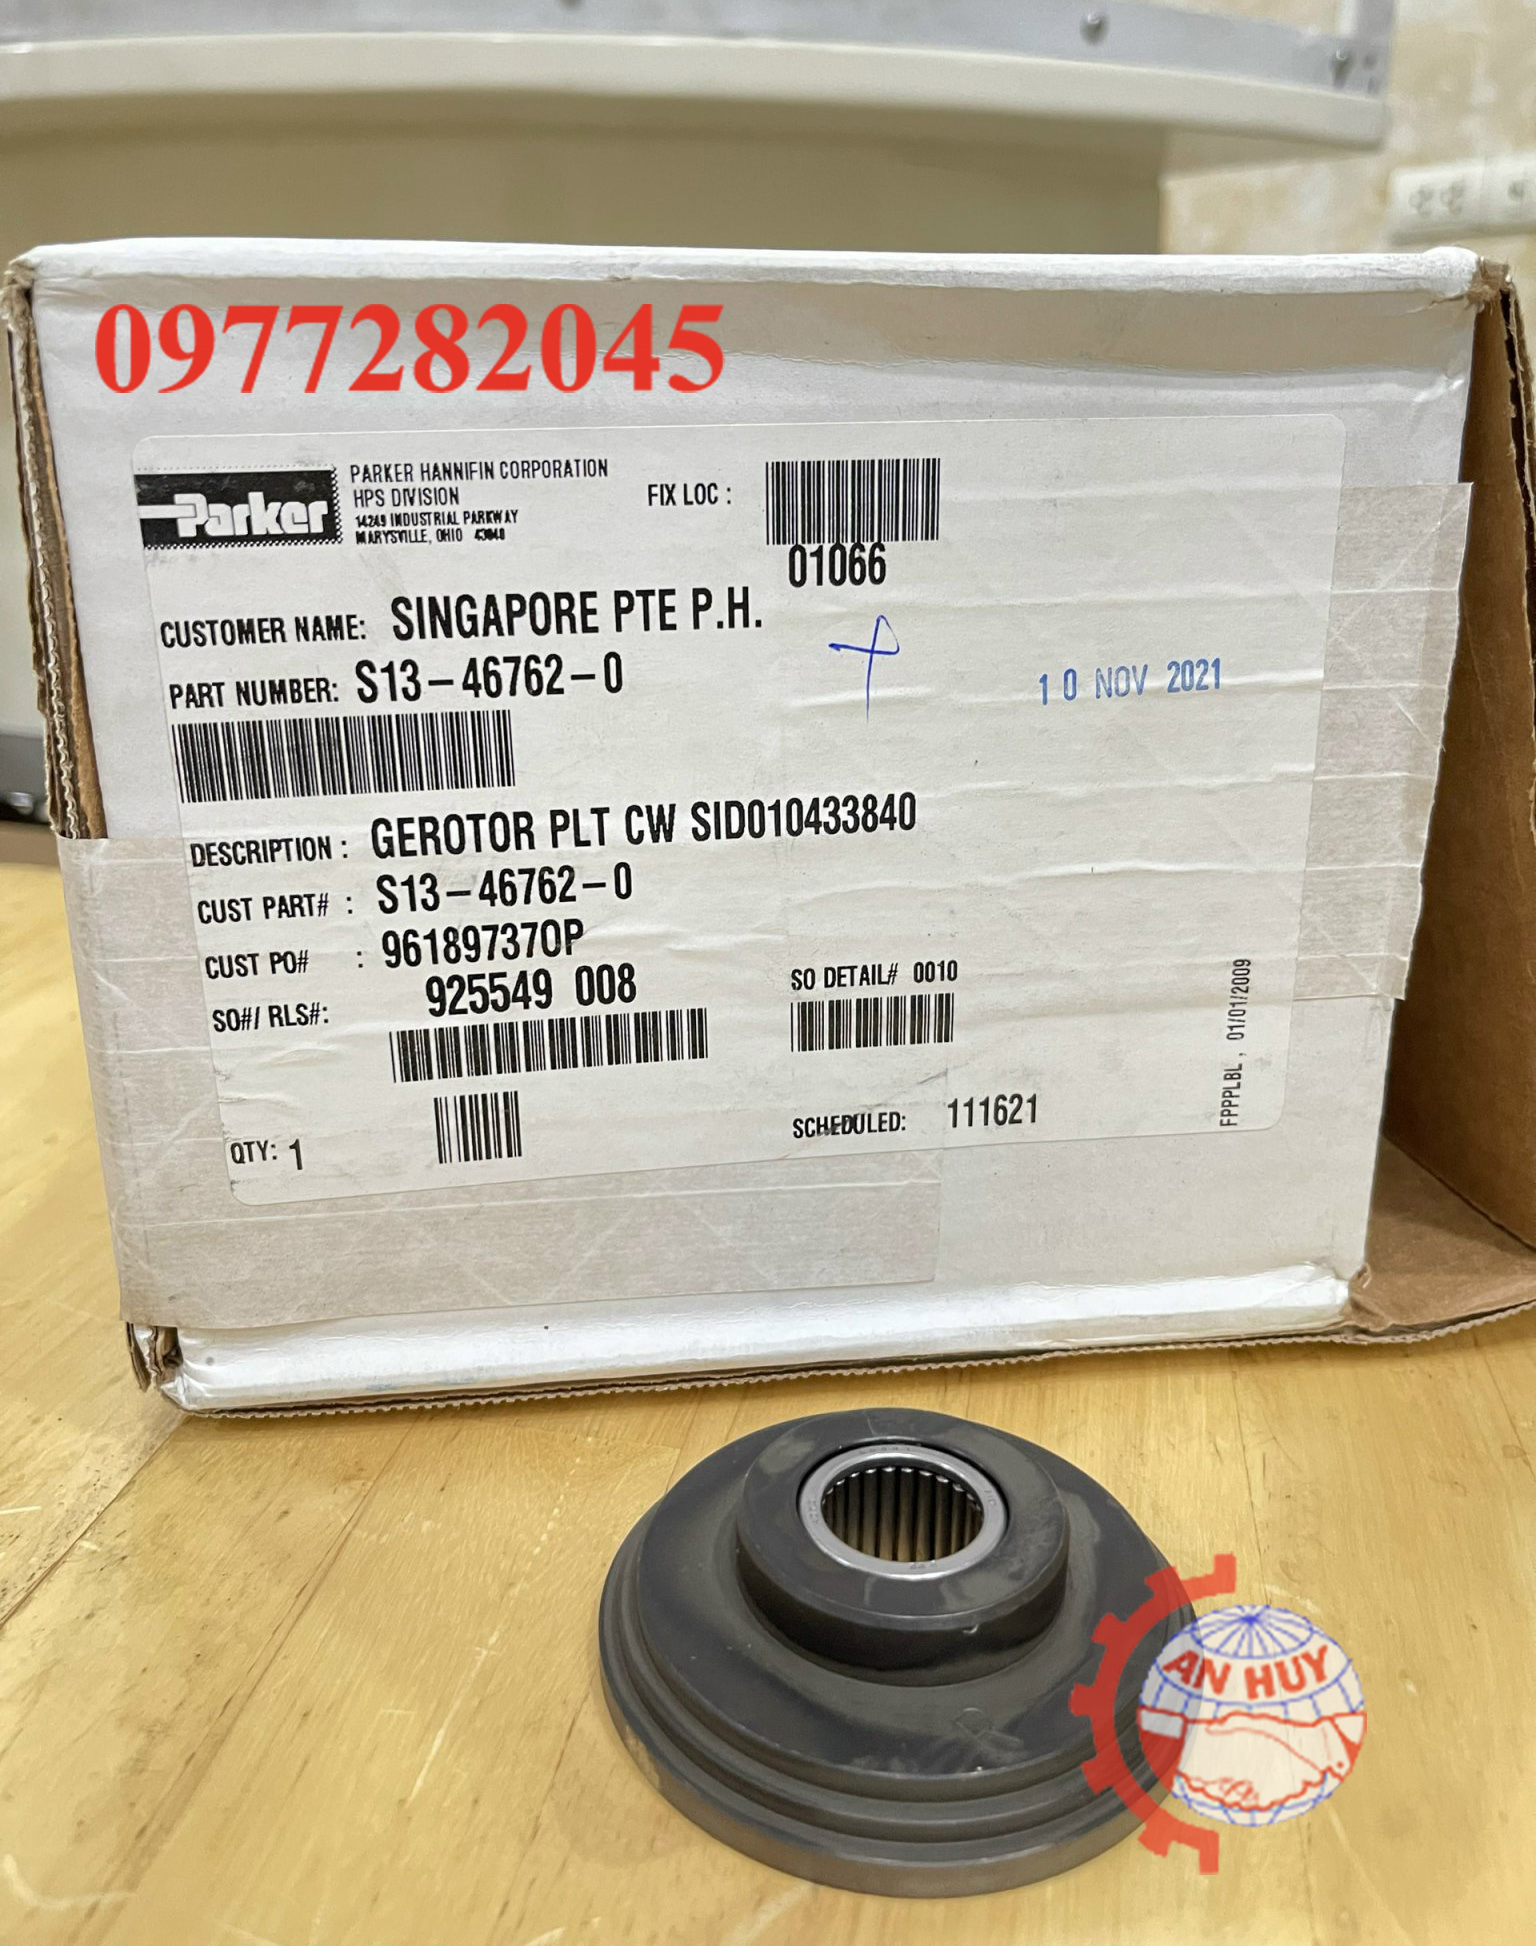 0977282045
Parker
PARKER HANNIFIN CORPORATION
HPS DIVISION
14249 INDUSTRIAL PARKWAY
MARYSVILLE, OHIO 43040
FIX LOC :
01066
CUSTOMER NAME: SINGAPORE PTE P.H.
PART NUMBER: S13-46762-0
10 NOV 2021
DESCRIPTION : GEROTOR PLT CW SID010433840
CUST PART# : S13-46762-0
CUST PO# : 96189737OP
SO#/ RLS#: 925549 008
SO DETAIL# 0010
QTY: 1
SCHEDULED: 111621
FPPPLBL , 01/01/2009
AN HUY